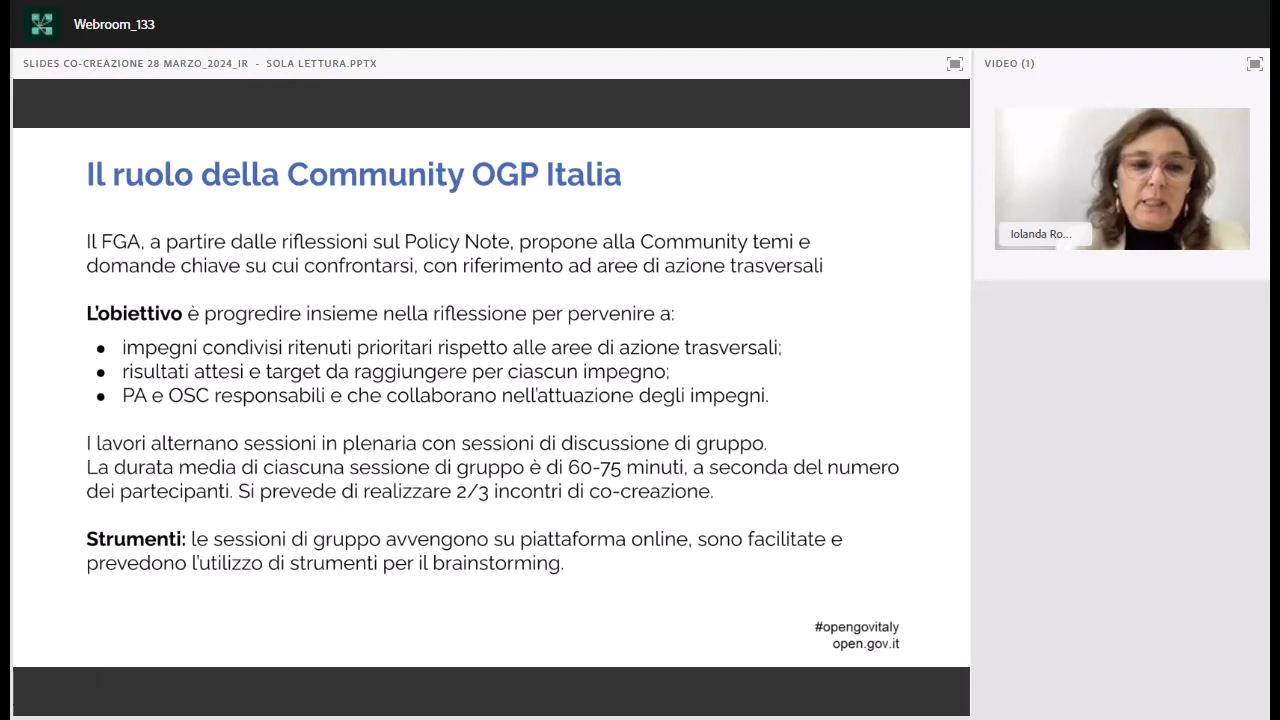 Webroom_133
SLIDES CO-CREAZIONE 28 MARZO_2024_IR - SOLA LETTURA.PPTX
VIDEO (1)
Il ruolo della Community OGP Italia
Il FGA, a partire dalle riflessioni sul Policy Note, propone alla Community temi e
domande chiave su cui confrontarsi, con riferimento ad aree di azione trasversali
L'obiettivo è progredire insieme nella riflessione per pervenire a:
● impegni condivisi ritenuti prioritari rispetto alle aree di azione trasversali;
● risultati attesi e target da raggiungere per ciascun impegno;
● PA e OSC responsabili e che collaborano nell'attuazione degli impegni.
I lavori alternano sessioni in plenaria con sessioni di discussione di gruppo.
La durata media di ciascuna sessione di gruppo è di 60-75 minuti, a seconda del numero
dei partecipanti. Si prevede di realizzare 2/3 incontri di co-creazione.
Strumenti: le sessioni di gruppo avvengono su piattaforma online, sono facilitate e
prevedono l'utilizzo di strumenti per il brainstorming.
#opengovitaly
open.gov.it
Iolanda Ro...